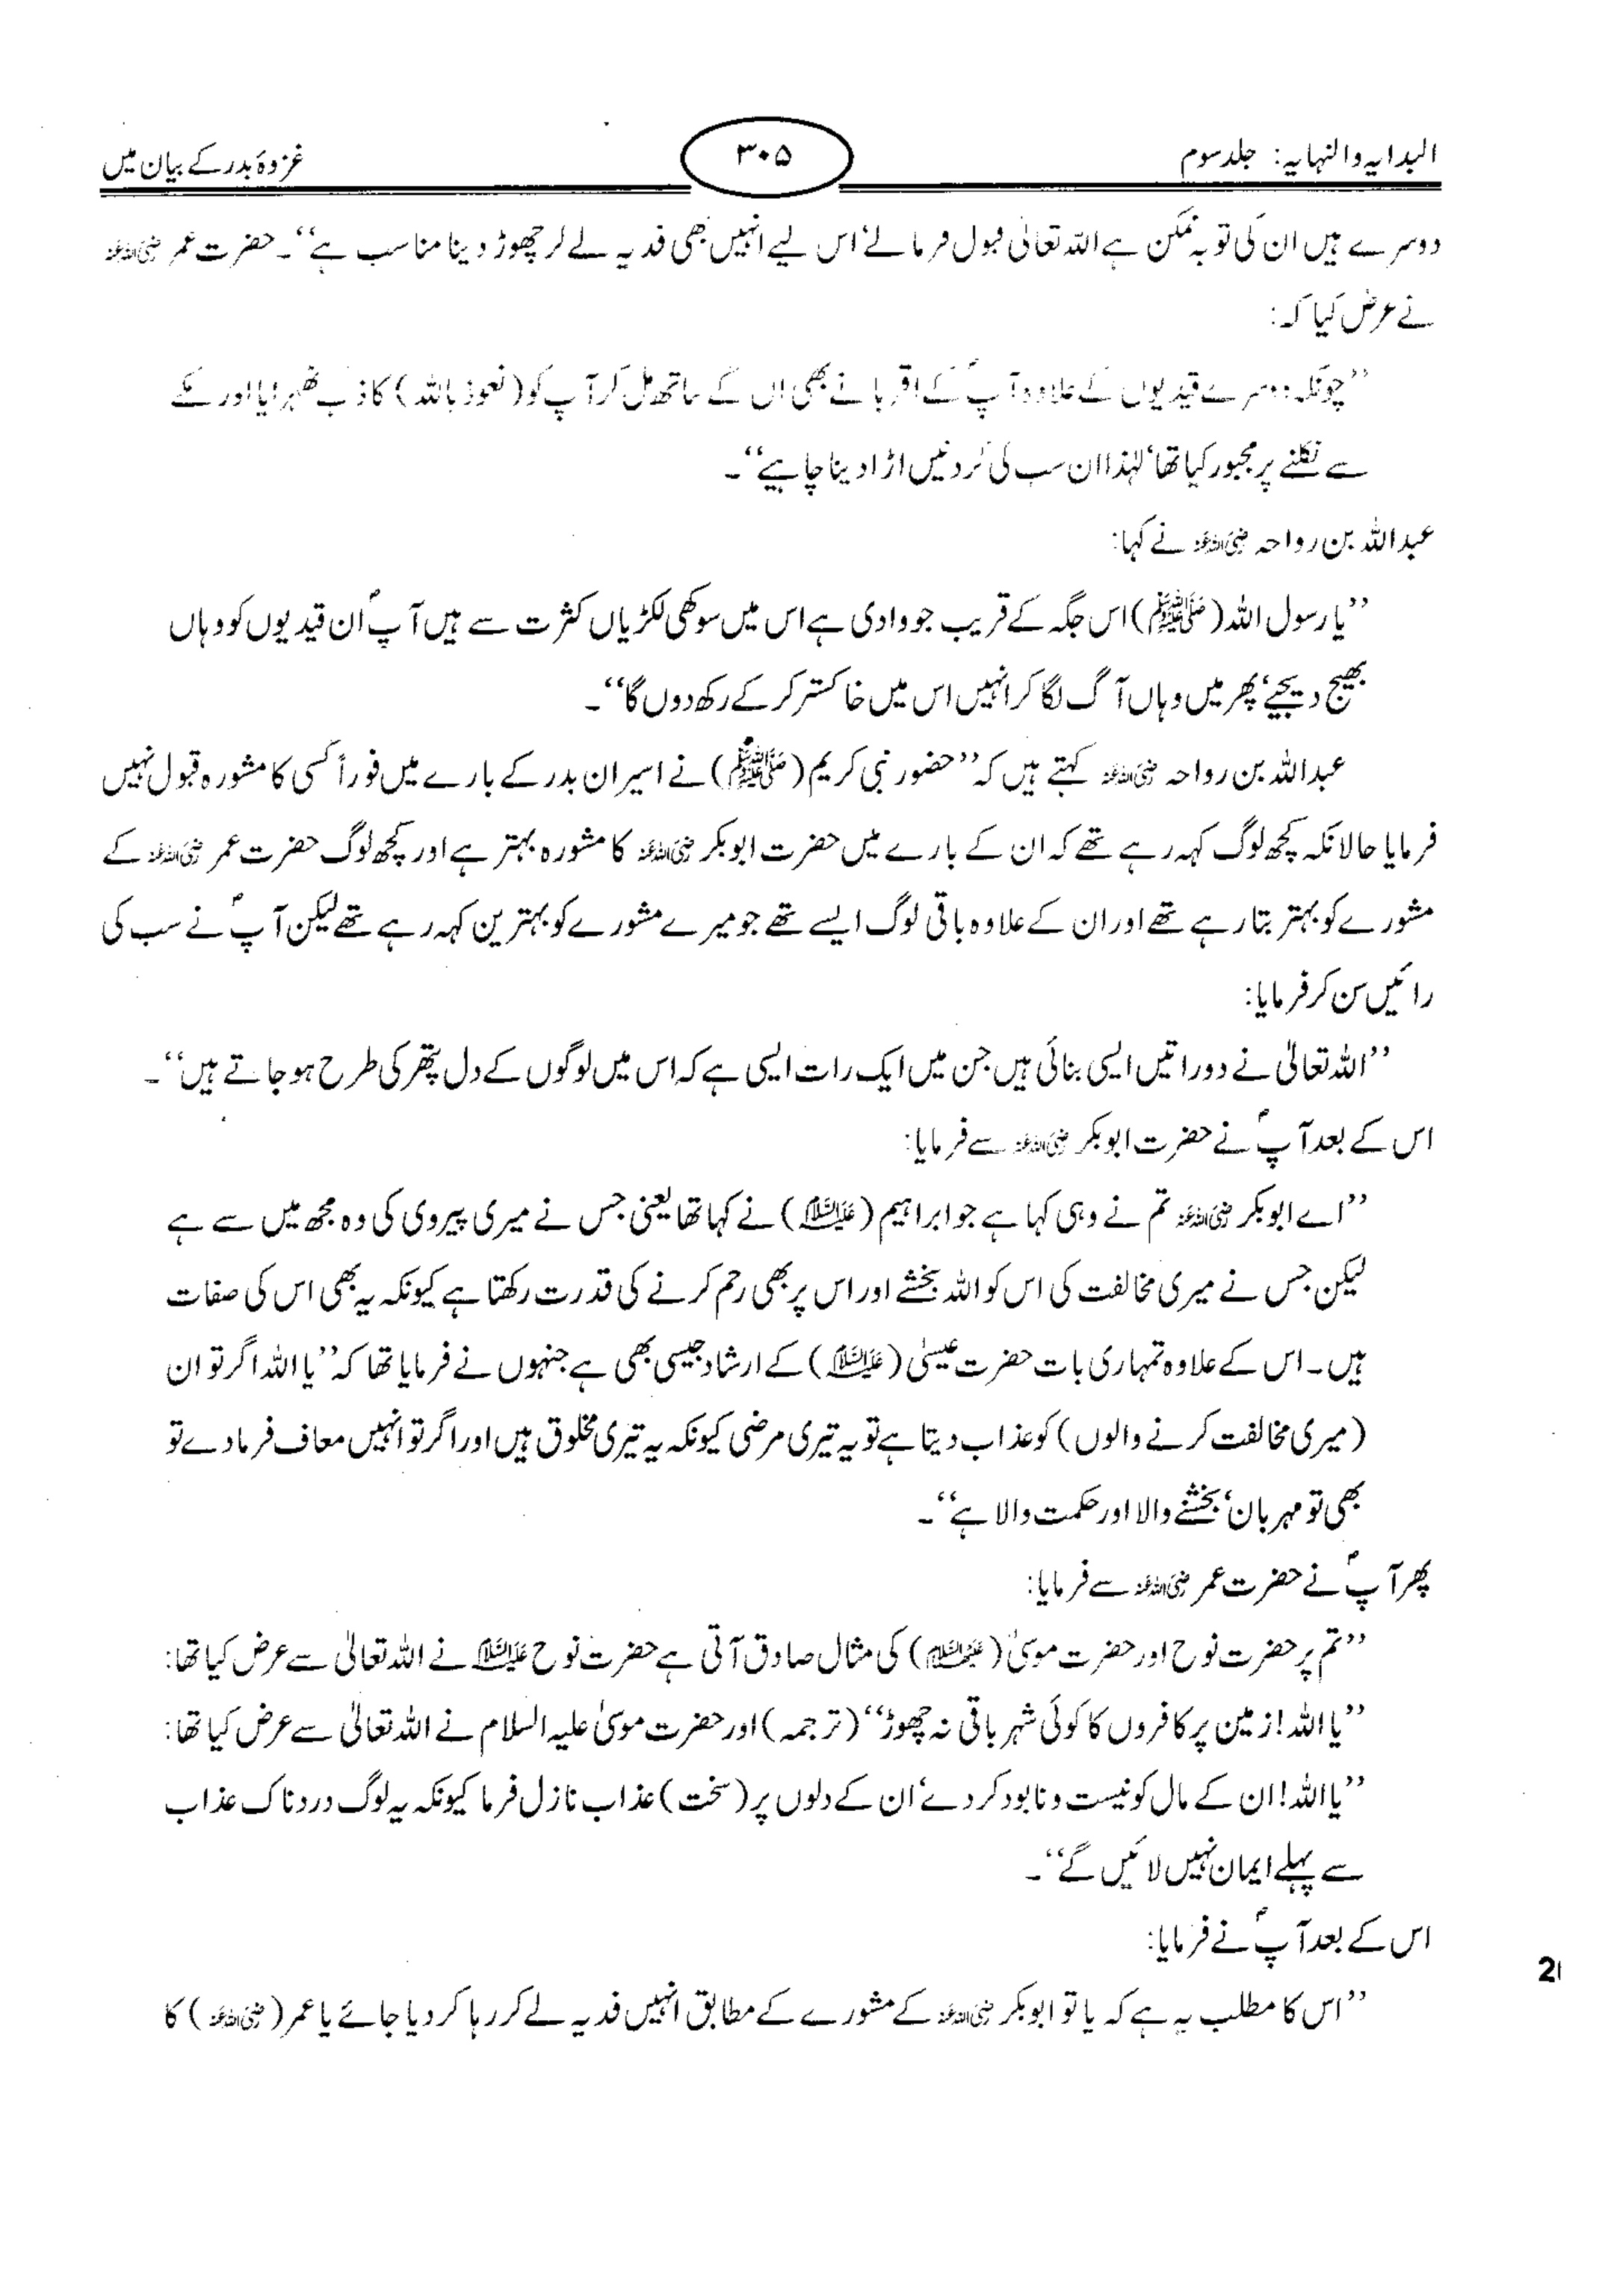 البدایہ والنہایہ: جلد سوم
۳۰۵
غزوۂ بدر کے بیان میں
دوسرے ہیں ان کی توبہ ممکن ہے اللہ تعالیٰ قبول فرمالے‘ اس لیے انہیں بھی فدیہ لے کر چھوڑ دینا مناسب ہے‘‘۔ حضرت عمر رضی اللہ عنہ
نے عرض کیا کہ:
’’چونکہ دوسرے قیدیوں کے علاوہ آپؐ کے اقربا نے بھی ان کے ساتھ مل کر آپ کو (نعوذ باللہ) کاذب ٹھہرایا اور مکے
سے نکلنے پر مجبور کیا تھا‘ لہٰذا ان سب کی گردنیں اڑا دینا چاہیے‘‘۔
عبداللہ بن رواحہ رضی اللہ عنہ نے کہا:
’’یا رسول اللہ (ﷺ) اس جگہ کے قریب جو وادی ہے اس میں سوکھی لکڑیاں کثرت سے ہیں آپؐ ان قیدیوں کو وہاں
بھیج دیجیے‘ پھر میں وہاں آگ لگا کر انہیں اس میں خاکستر کر کے رکھ دوں گا‘‘۔
عبداللہ بن رواحہ رضی اللہ عنہ کہتے ہیں کہ ’’حضور نبی کریم (ﷺ) نے اسیران بدر کے بارے میں فوراً کسی کا مشورہ قبول نہیں
فرمایا حالانکہ کچھ لوگ کہہ رہے تھے کہ ان کے بارے میں حضرت ابوبکر رضی اللہ عنہ کا مشورہ بہتر ہے اور کچھ لوگ حضرت عمر رضی اللہ عنہ کے
مشورے کو بہتر بتا رہے تھے اور ان کے علاوہ باقی لوگ ایسے تھے جو میرے مشورے کو بہترین کہہ رہے تھے لیکن آپؐ نے سب کی
رائیں سن کر فرمایا:
’’اللہ تعالیٰ نے دو راتیں ایسی بنائی ہیں جن میں ایک رات ایسی ہے کہ اس میں لوگوں کے دل پتھر کی طرح ہو جاتے ہیں‘‘۔
اس کے بعد آپؐ نے حضرت ابوبکر رضی اللہ عنہ سے فرمایا:
’’اے ابوبکر رضی اللہ عنہ تم نے وہی کہا ہے جو ابراہیم (علیہ السلام) نے کہا تھا یعنی جس نے میری پیروی کی وہ مجھ میں سے ہے
لیکن جس نے میری مخالفت کی اس کو اللہ بخشے اور اس پر بھی رحم کرنے کی قدرت رکھتا ہے کیونکہ یہ بھی اس کی صفات
ہیں۔ اس کے علاوہ تمہاری بات حضرت عیسیٰ (علیہ السلام) کے ارشاد جیسی بھی ہے جنہوں نے فرمایا تھا کہ ’’یا اللہ اگر تو ان
(میری مخالفت کرنے والوں) کو عذاب دیتا ہے تو یہ تیری مرضی کیونکہ یہ تیری مخلوق ہیں اور اگر تو انہیں معاف فرما دے تو
بھی تو مہربان‘ بخشنے والا اور حکمت والا ہے‘‘۔
پھر آپؐ نے حضرت عمر رضی اللہ عنہ سے فرمایا:
’’تم پر حضرت نوح اور حضرت موسیٰ (علیہم السلام) کی مثال صادق آتی ہے حضرت نوح علیہ السلام نے اللہ تعالیٰ سے عرض کیا تھا:
’’یا اللہ! زمین پر کافروں کا کوئی شہر باقی نہ چھوڑ‘‘ (ترجمہ) اور حضرت موسیٰ علیہ السلام نے اللہ تعالیٰ سے عرض کیا تھا:
’’یا اللہ! ان کے مال کو نیست و نابود کر دے‘ ان کے دلوں پر (سخت) عذاب نازل فرما کیونکہ یہ لوگ دردناک عذاب
سے پہلے ایمان نہیں لائیں گے‘‘۔
اس کے بعد آپؐ نے فرمایا:
’’اس کا مطلب یہ ہے کہ یا تو ابوبکر رضی اللہ عنہ کے مشورے کے مطابق انہیں فدیہ لے کر رہا کر دیا جائے یا عمر (رضی اللہ عنہ) کا